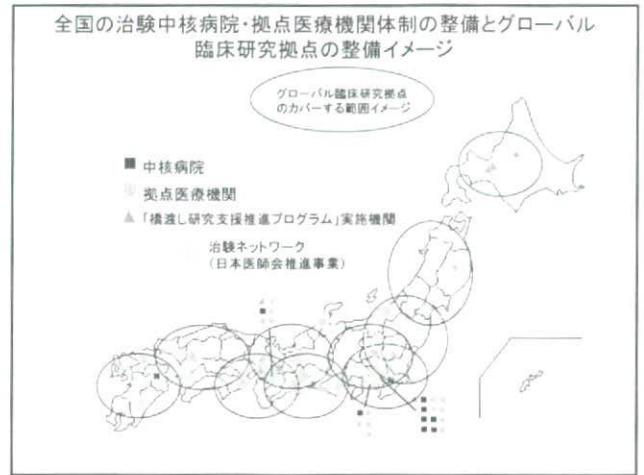 全国の治験中核病院・拠点医療機関体制の整備とグローバル
臨床研究拠点の整備イメージ
グローバル臨床研究拠点
のカバーする範囲イメージ
中核病院
拠点医療機関
「橋渡し研究支援推進プログラム」実施機関
治験ネットワーク
(日本医師会推進事業)